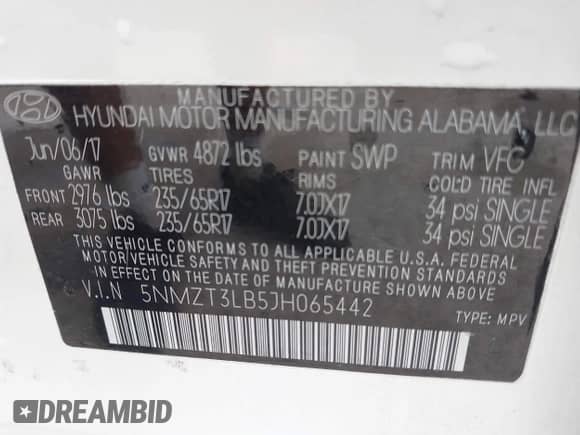 MANUFACTURED BY
HYUNDAI MOTOR MANUFACTURING ALABAMA, LLC
Jun/06/17 GVWR 4872 lbs PAINT SWP TRIM VFC
GAWR TIRES RIMS COLD TIRE INFL
FRONT 2976 lbs 235/65R17 7.0JX17 34 psi SINGLE
REAR 3075 lbs 235/65R17 7.0JX17 34 psi SINGLE
THIS VEHICLE CONFORMS TO ALL APPLICABLE U.S.A. FEDERAL
MOTOR VEHICLE SAFETY, BUMPER, AND THEFT PREVENTION
STANDARDS IN EFFECT ON THE DATE OF MANUFACTURE SHOWN ABOVE.
V.I.N 5NMZT3LB5JH065442
TYPE: MPV
DREAMBID